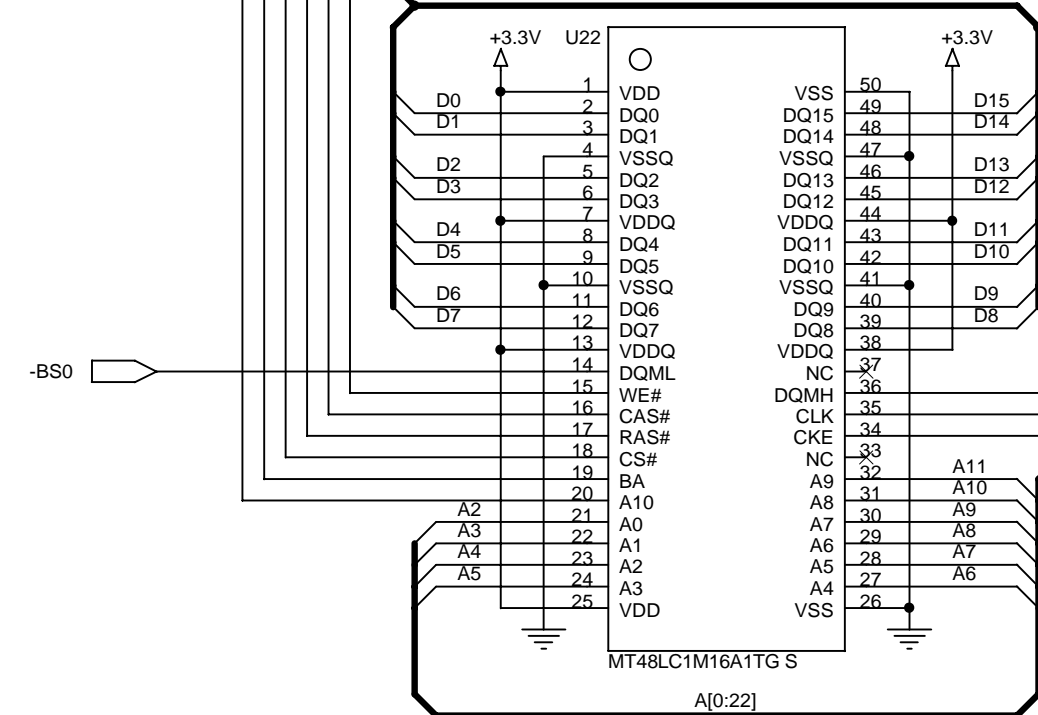 +3.3V U22 +3.3V
1 VDD VSS 50
D0 2 DQ0 DQ15 49 D15
D1 3 DQ1 DQ14 48 D14
4 VSSQ VSSQ 47
D2 5 DQ2 DQ13 46 D13
D3 6 DQ3 DQ12 45 D12
7 VDDQ VDDQ 44
D4 8 DQ4 DQ11 43 D11
D5 9 DQ5 DQ10 42 D10
10 VSSQ VSSQ 41
D6 11 DQ6 DQ9 40 D9
D7 12 DQ7 DQ8 39 D8
13 VDDQ VDDQ 38
-BS0 14 DQML NC 37
15 WE# DQMH 36
16 CAS# CLK 35
17 RAS# CKE 34
18 CS# NC 33
19 BA A9 32 A11
20 A10 A8 31 A10
A2 21 A0 A7 30 A9
A3 22 A1 A6 29 A8
A4 23 A2 A5 28 A7
A5 24 A3 A4 27 A6
25 VDD VSS 26
MT48LC1M16A1TG S
A[0:22]